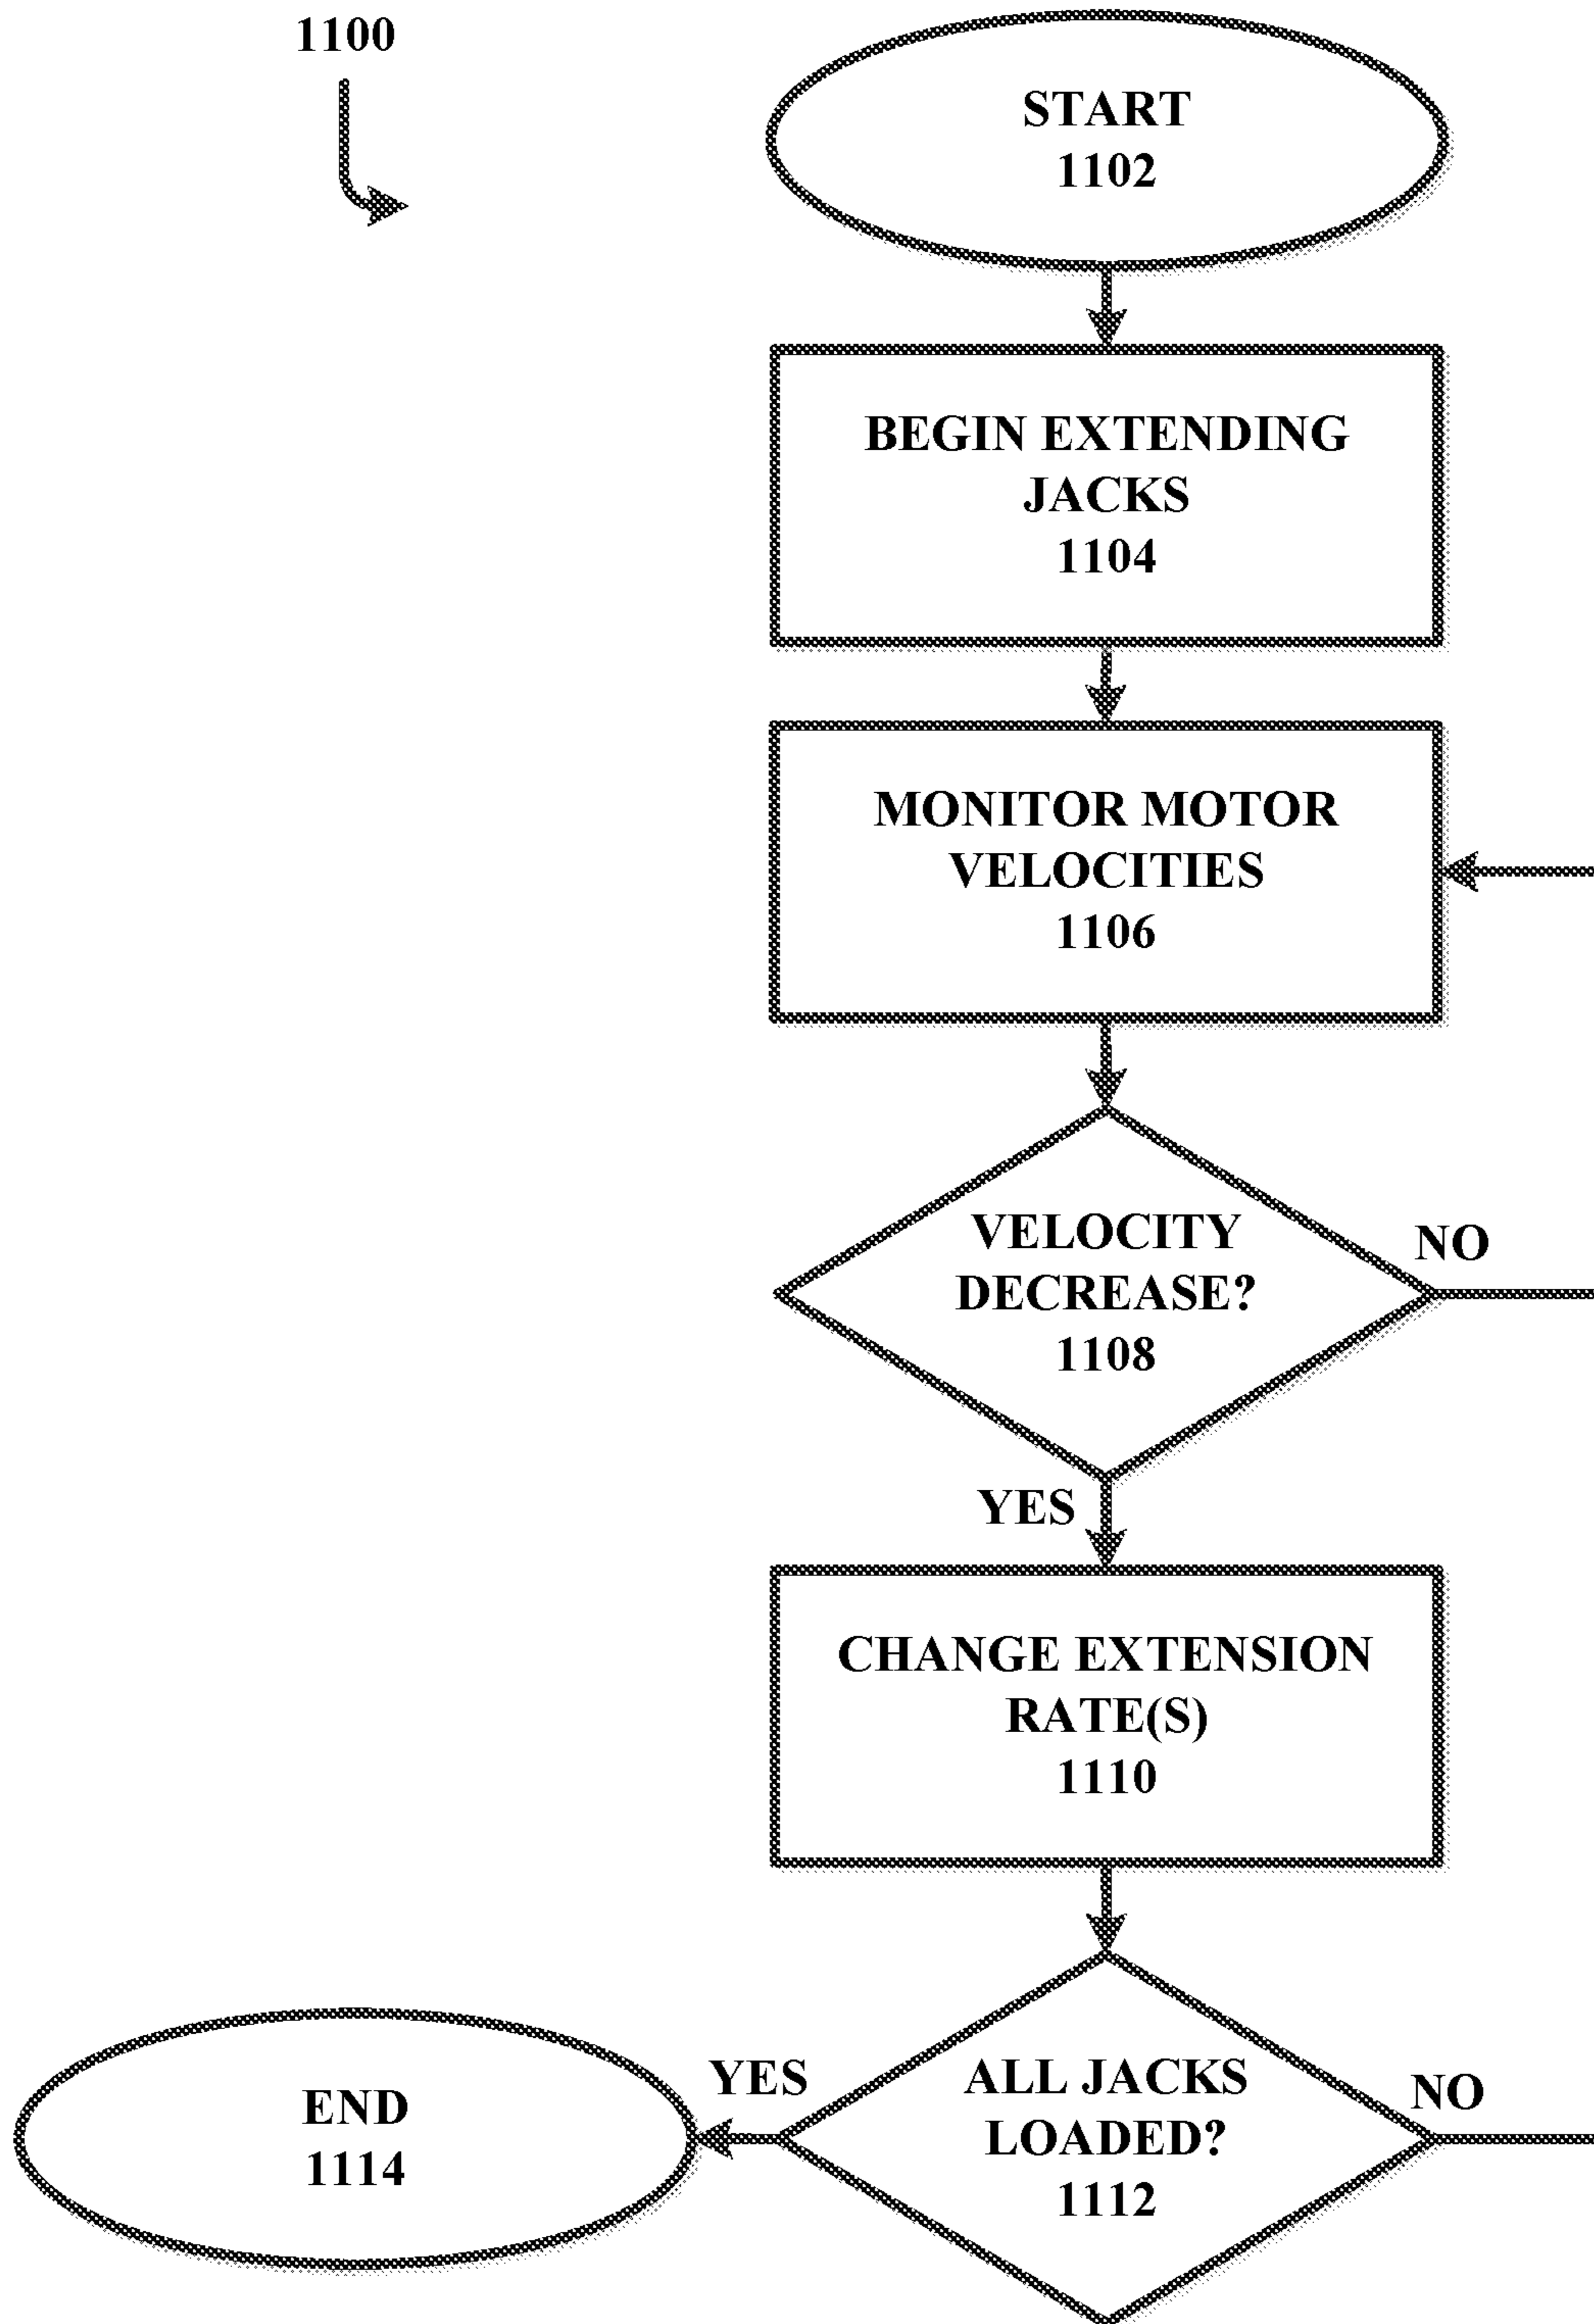 1100
START
1102
BEGIN EXTENDING
JACKS
1104
MONITOR MOTOR
VELOCITIES
1106
VELOCITY
DECREASE?
1108
NO
YES
CHANGE EXTENSION
RATE(S)
1110
ALL JACKS
LOADED?
1112
NO
YES
END
1114